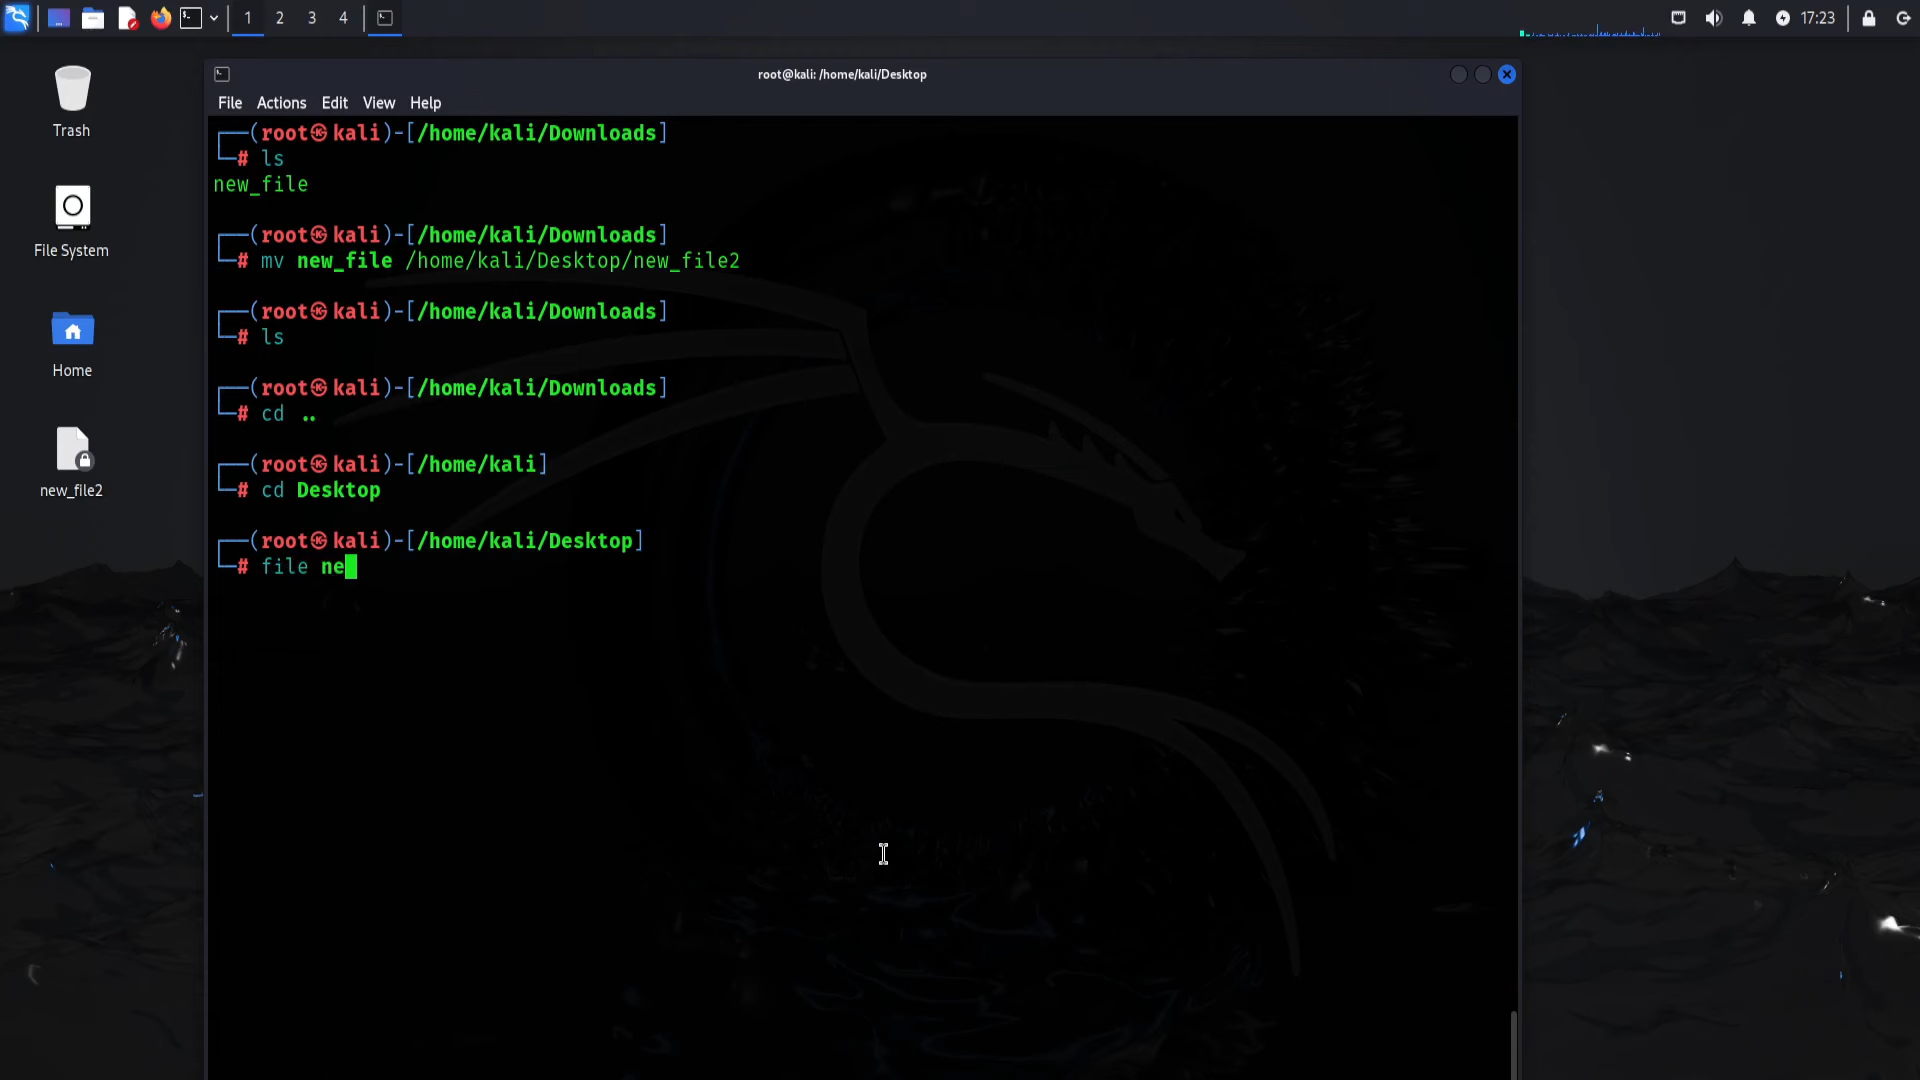 1 2 3 4 17:23
Trash
File System
Home
new_file2
root@kali: /home/kali/Desktop
File Actions Edit View Help
┌──(root㉿kali)-[/home/kali/Downloads]
└─# ls
new_file
┌──(root㉿kali)-[/home/kali/Downloads]
└─# mv new_file /home/kali/Desktop/new_file2
┌──(root㉿kali)-[/home/kali/Downloads]
└─# ls
┌──(root㉿kali)-[/home/kali/Downloads]
└─# cd ..
┌──(root㉿kali)-[/home/kali]
└─# cd Desktop
┌──(root㉿kali)-[/home/kali/Desktop]
└─# file ne